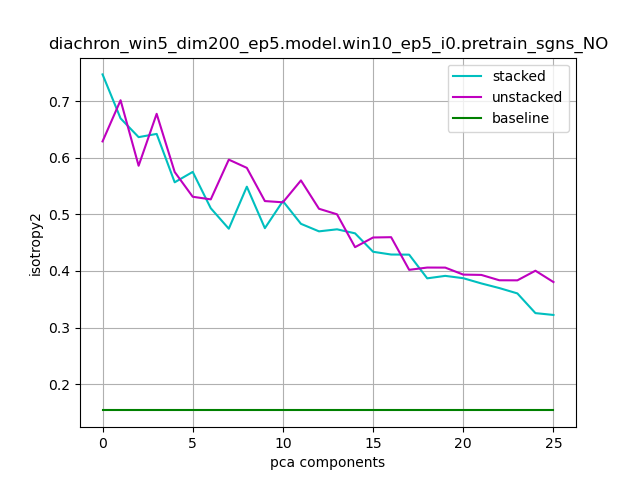 diachron_win5_dim200_ep5.model.win10_ep5_i0.pretrain_sgns_NO
stacked
unstacked
baseline
isotropy2
0.7
0.6
0.5
0.4
0.3
0.2
0 5 10 15 20 25
pca components